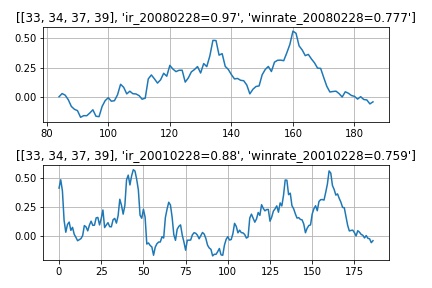 [[33, 34, 37, 39], 'ir_20080228=0.97', 'winrate_20080228=0.777']
0.50
0.25
0.00
80 100 120 140 160 180
[[33, 34, 37, 39], 'ir_20010228=0.88', 'winrate_20010228=0.759']
0.50
0.25
0.00
0 25 50 75 100 125 150 175